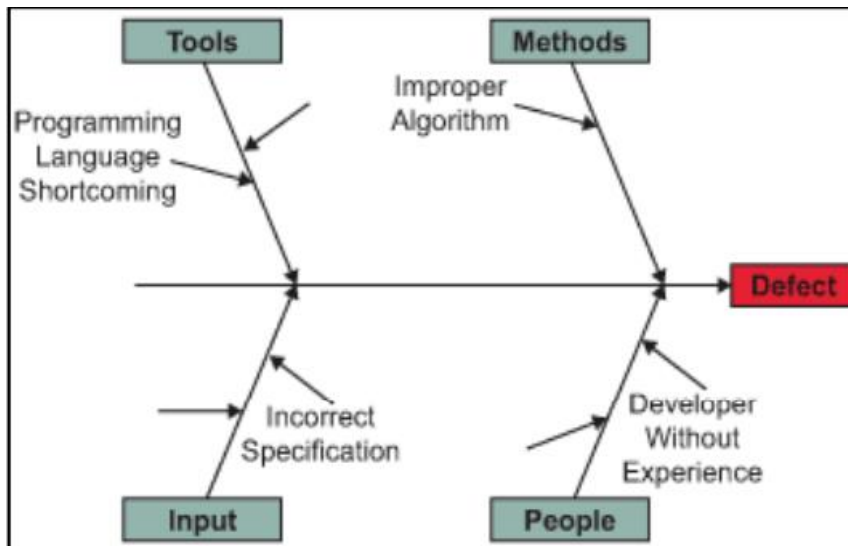 Tools
Methods
Programming
Language
Shortcoming
Improper
Algorithm
Defect
Incorrect
Specification
Developer
Without
Experience
Input
People